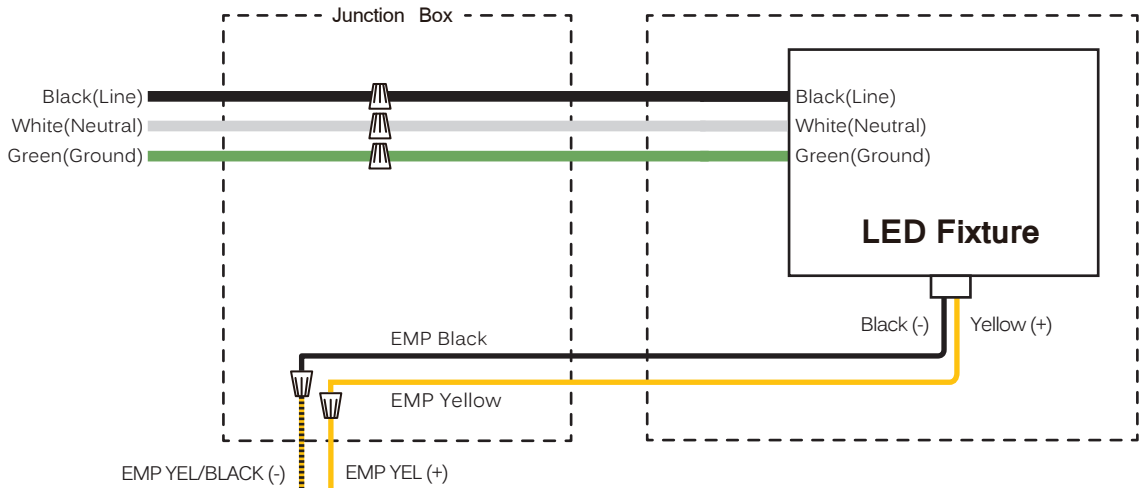 Junction Box
Black(Line)
Black(Line)
White(Neutral)
White(Neutral)
Green(Ground)
Green(Ground)
LED Fixture
Black (-)
Yellow (+)
EMP Black
EMP Yellow
EMP YEL/BLACK (-)
EMP YEL (+)